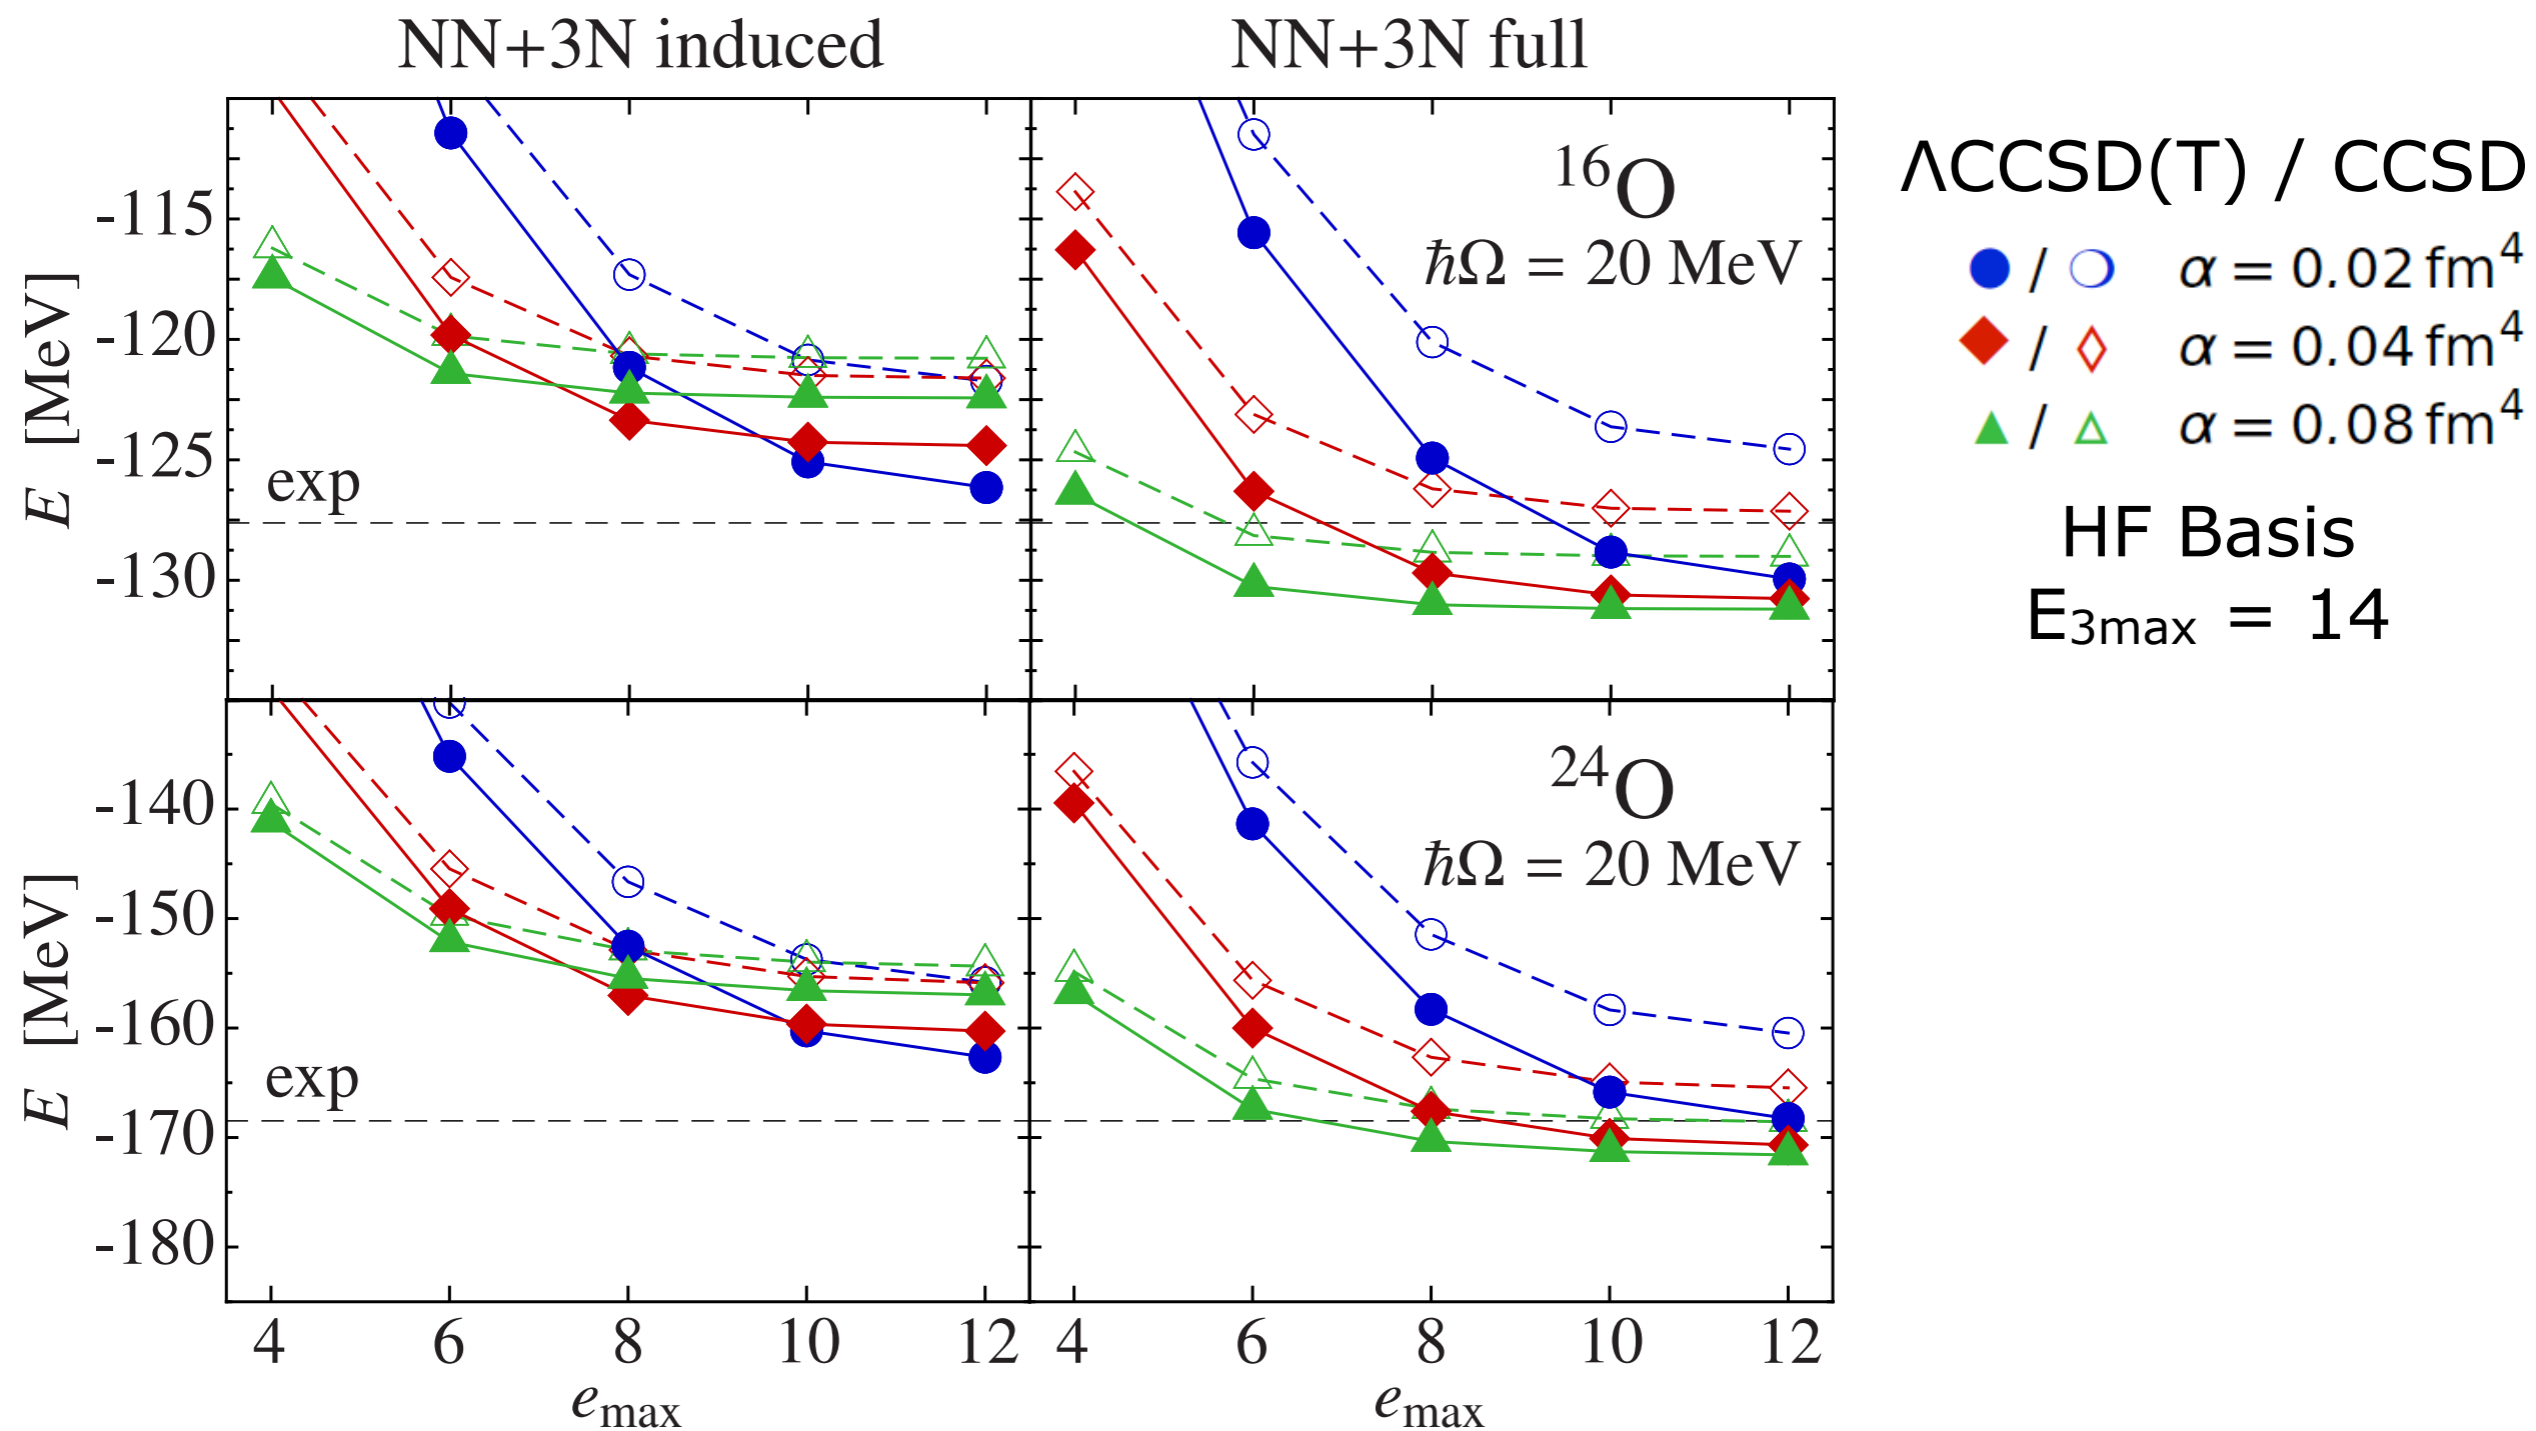 NN+3N induced
NN+3N full
E [MeV]
-115
-120
-125
-130
exp
¹⁶O
ħΩ = 20 MeV
E [MeV]
-140
-150
-160
-170
-180
exp
²⁴O
ħΩ = 20 MeV
4 6 8 10 12
4 6 8 10 12
eₘₐₓ
eₘₐₓ
ΛCCSD(T) / CCSD
/ α = 0.02 fm⁴
/ α = 0.04 fm⁴
/ α = 0.08 fm⁴
HF Basis
E₃ₘₐₓ = 14